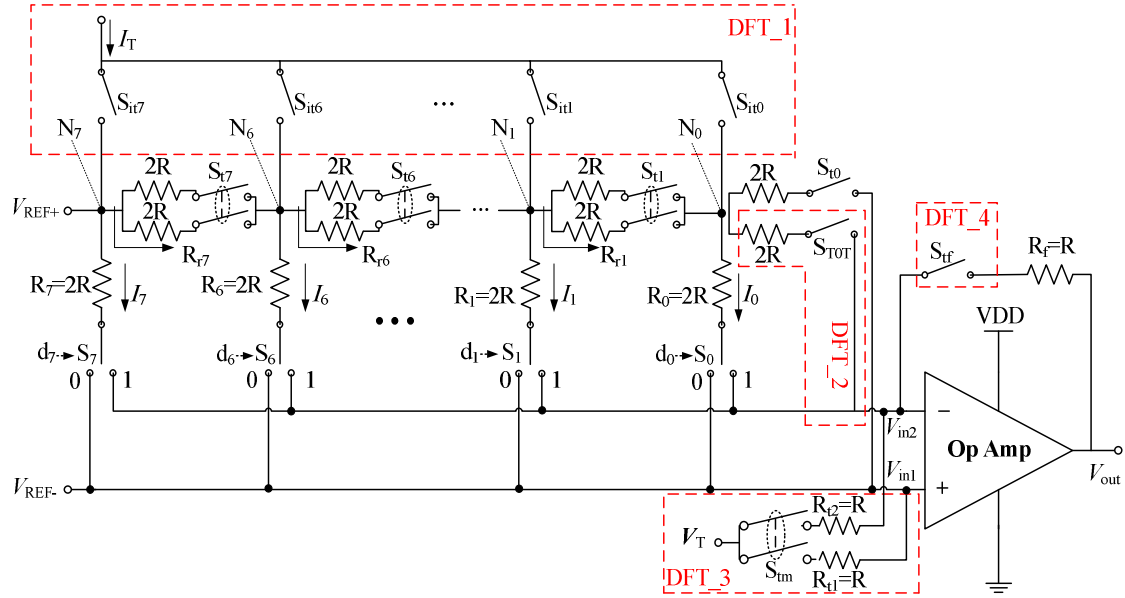 DFT_1
I_T
S_it7
S_it6
...
S_it1
S_it0
N_7
N_6
N_1
N_0
2R
S_t7
2R
S_t6
2R
S_t1
2R
S_t0
V_REF+
2R
2R
...
2R
2R
S_T0T
DFT_2
DFT_4
S_tf
R_f=R
R_r7
R_r6
R_r1
R_7=2R
I_7
R_6=2R
I_6
R_1=2R
I_1
R_0=2R
I_0
VDD
d_7 S_7
d_6 S_6
d_1 S_1
d_0 S_0
0 1
0 1
0 1
0 1
V_in2
−
Op Amp
V_out
V_REF-
V_in1
+
V_T
R_t2=R
S_tm
R_t1=R
DFT_3